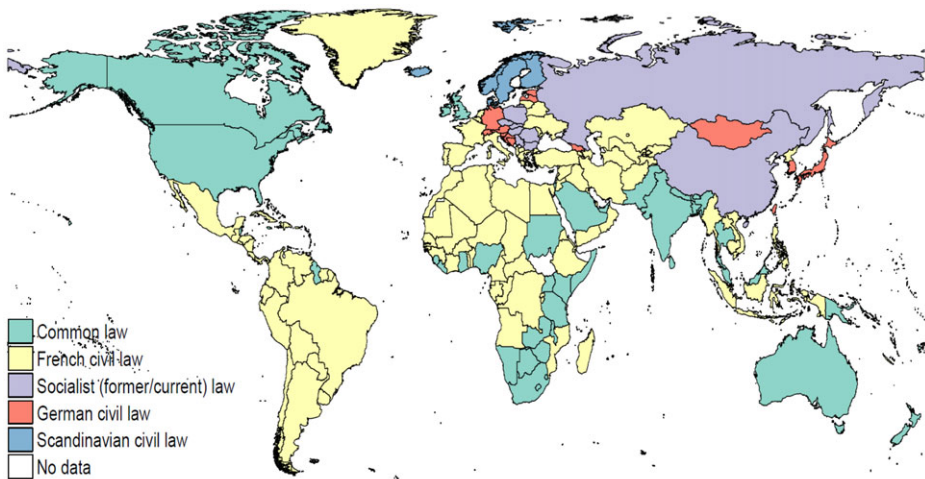 Common law
French civil law
Socialist (former/current) law
German civil law
Scandinavian civil law
No data